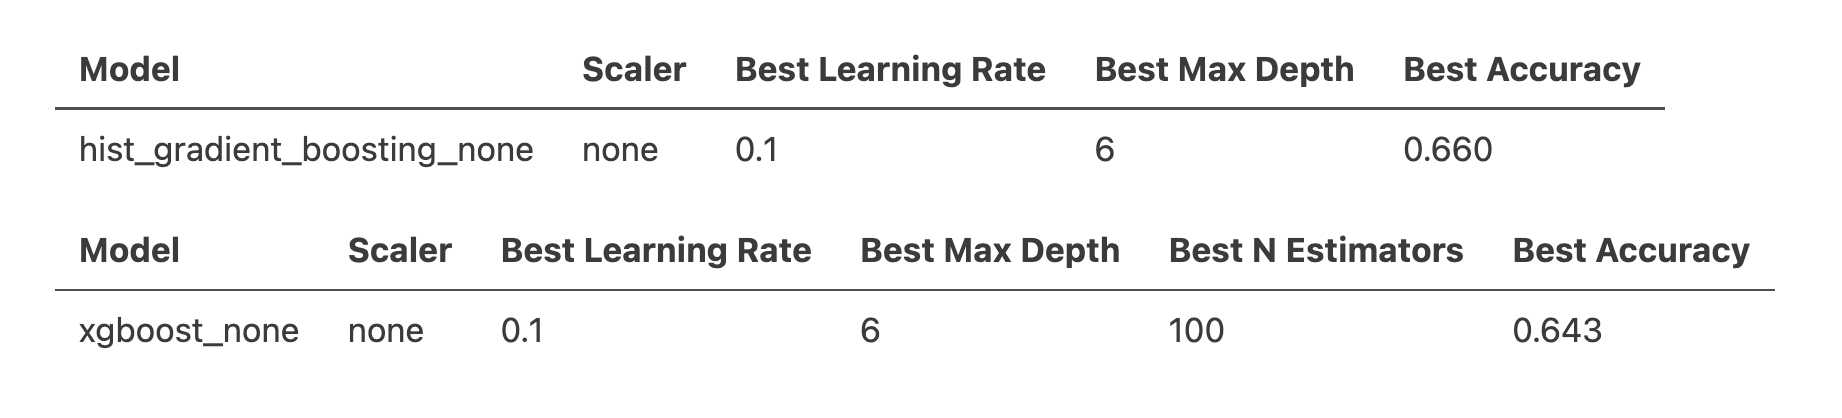 Model Scaler Best Learning Rate Best Max Depth Best Accuracy
hist_gradient_boosting_none none 0.1 6 0.660
Model Scaler Best Learning Rate Best Max Depth Best N Estimators Best Accuracy
xgboost_none none 0.1 6 100 0.643